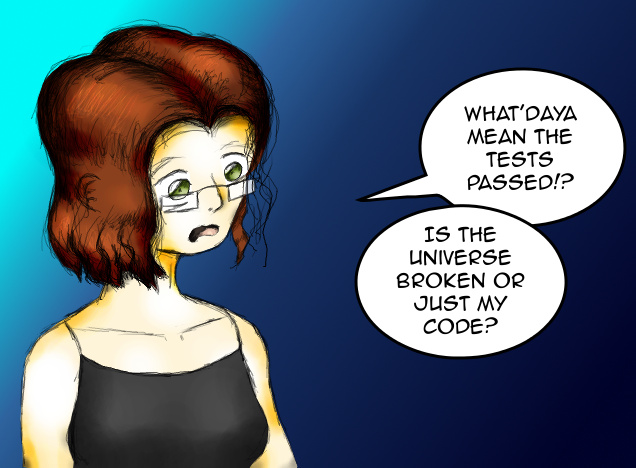 WHAT'DAYA
MEAN THE
TESTS
PASSED!?
IS THE
UNIVERSE
BROKEN OR
JUST MY
CODE?